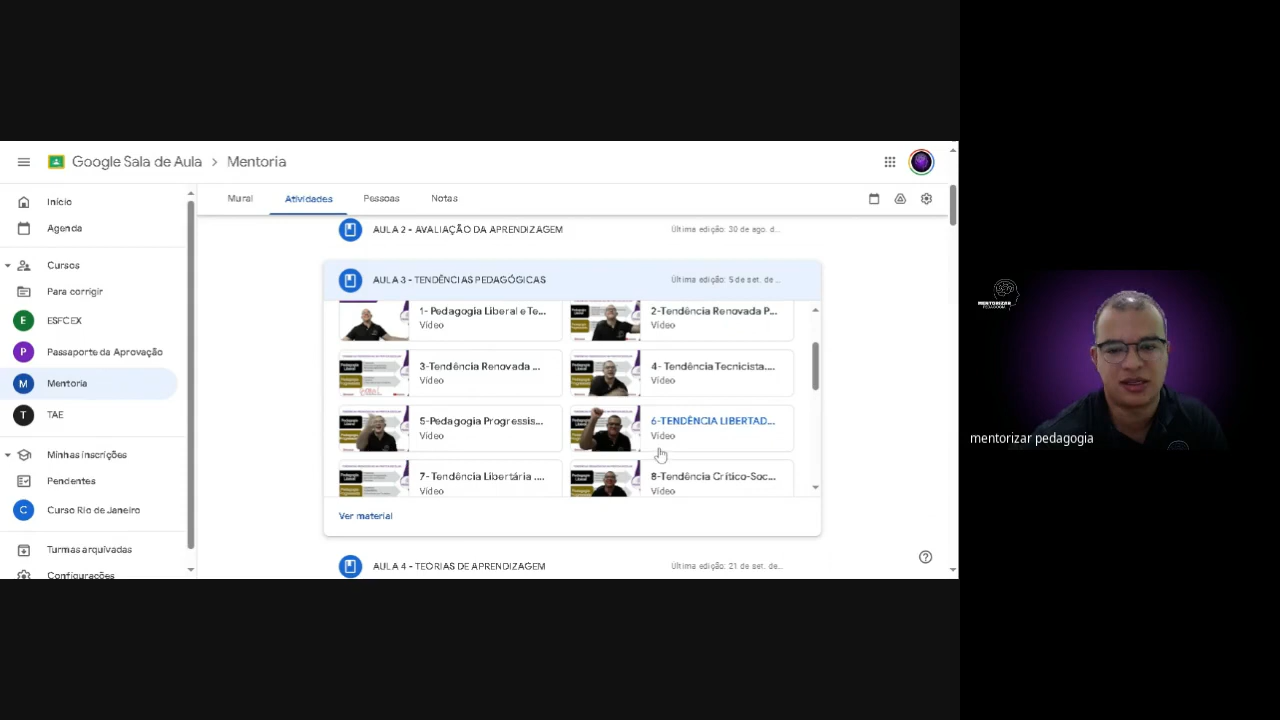 Google Sala de Aula > Mentoria
Início
Agenda
Cursos
Para corrigir
E ESFCEX
P Passaporte da Aprovação
M Mentoria
T TAE
Minhas inscrições
Pendentes
C Curso Rio de Janeiro
Turmas arquivadas
Configurações
Mural Atividades Pessoas Notas
AULA 2 - AVALIAÇÃO DA APRENDIZAGEM Última edição: 30 de ago. d...
AULA 3 - TENDÊNCIAS PEDAGÓGICAS Última edição: 5 de set. de ...
1- Pedagogia Liberal e Te...
Vídeo
2-Tendência Renovada P...
Vídeo
3-Tendência Renovada ...
Vídeo
4- Tendência Tecnicista....
Vídeo
5-Pedagogia Progressis...
Vídeo
6-TENDÊNCIA LIBERTAD...
Vídeo
7-Tendência Libertária ....
Vídeo
8-Tendência Crítico-Soc...
Vídeo
Ver material
AULA 4 - TEORIAS DE APRENDIZAGEM Última edição: 21 de set. de...
MENTORIZAR
PEDAGOGIA
mentorizar pedagogia